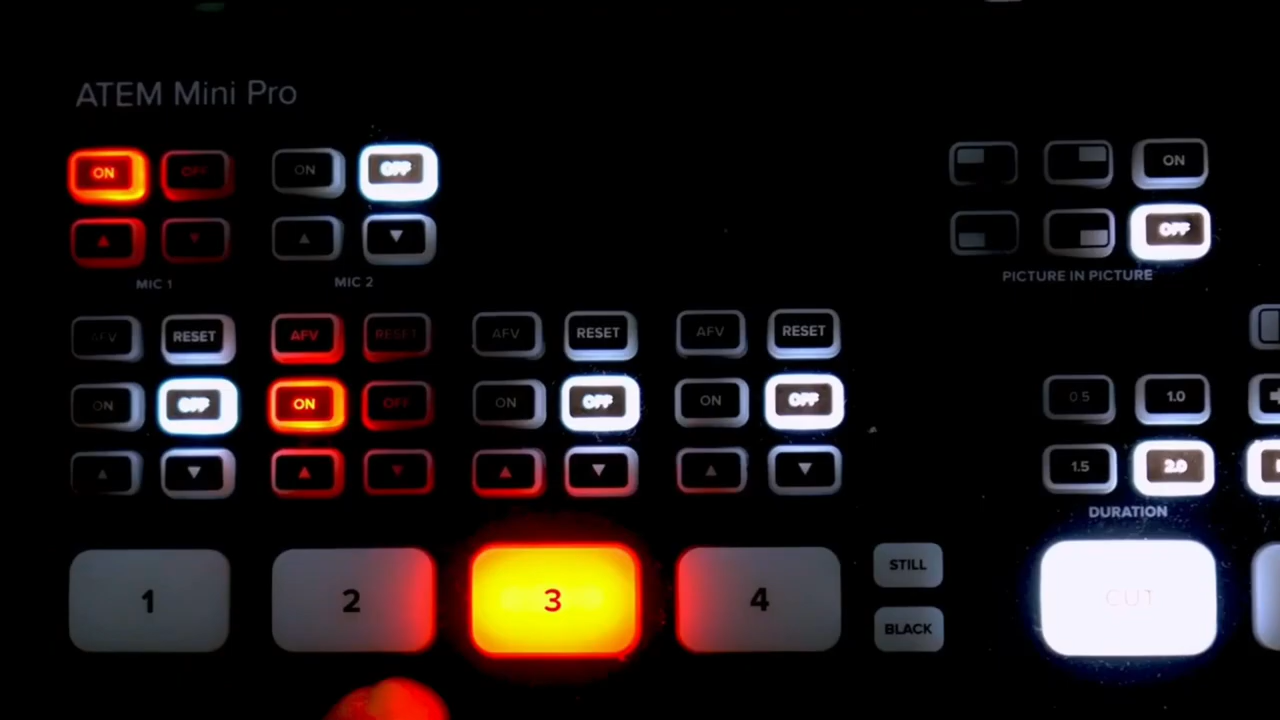 ATEM Mini Pro
ON OFF ON OFF ON
OFF
MIC 1 MIC 2 PICTURE IN PICTURE
AFV RESET AFV RESET AFV RESET AFV RESET
ON OFF ON OFF ON OFF ON OFF 0.5 1.0
1.5 2.0
DURATION
1 2 3 4 STILL CUT
BLACK